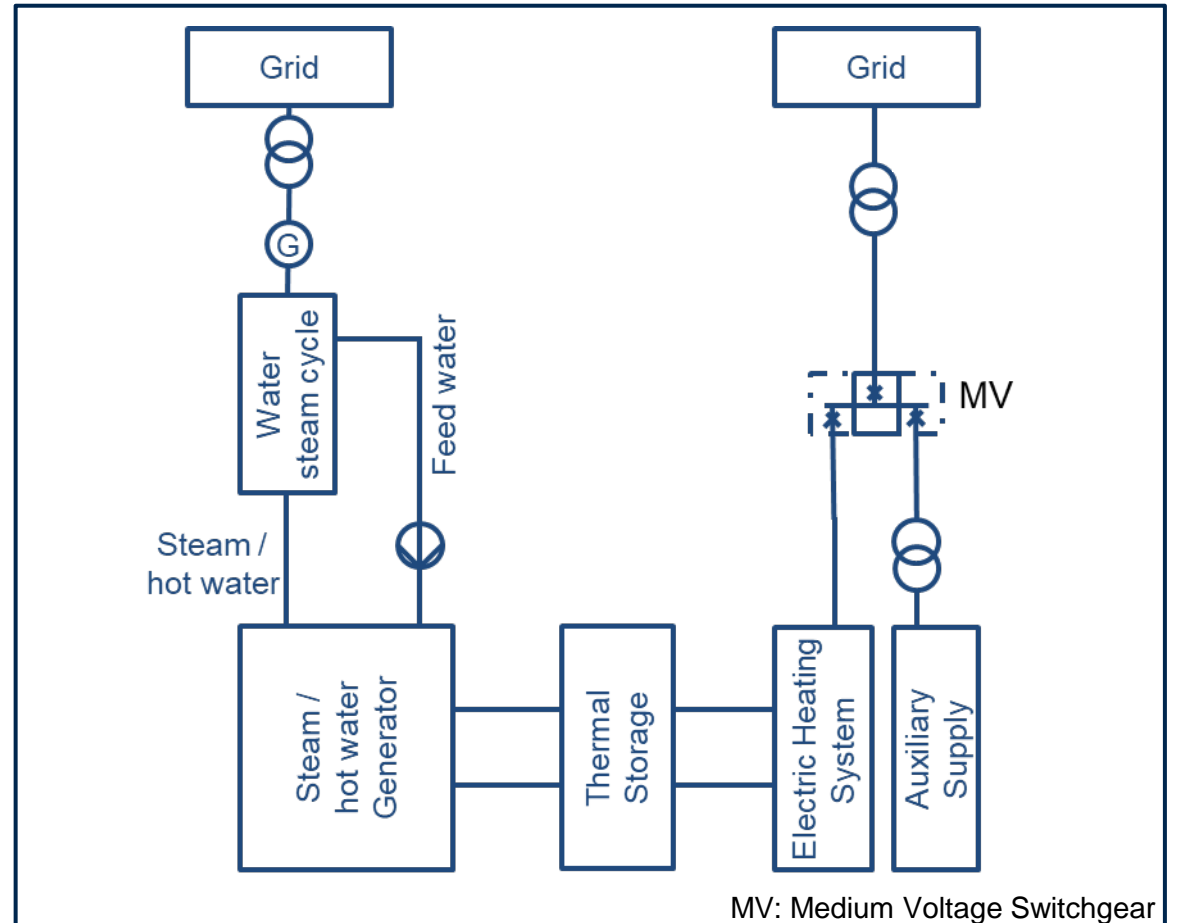 Grid
Grid
G
Water
steam cycle
Feed water
MV
Steam /
hot water
Steam /
hot water
Generator
Thermal
Storage
Electric Heating
System
Auxiliary
Supply
MV: Medium Voltage Switchgear